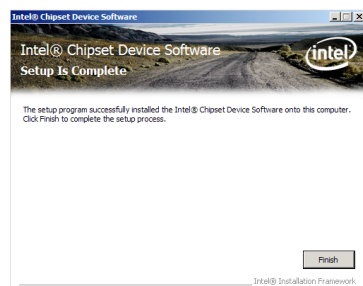 Intel® Chipset Device Software
Intel® Chipset Device Software
intel
Setup Is Complete
The setup program successfully installed the Intel® Chipset Device Software onto this computer.
Click Finish to complete the setup process.
Finish
Intel® Installation Framework